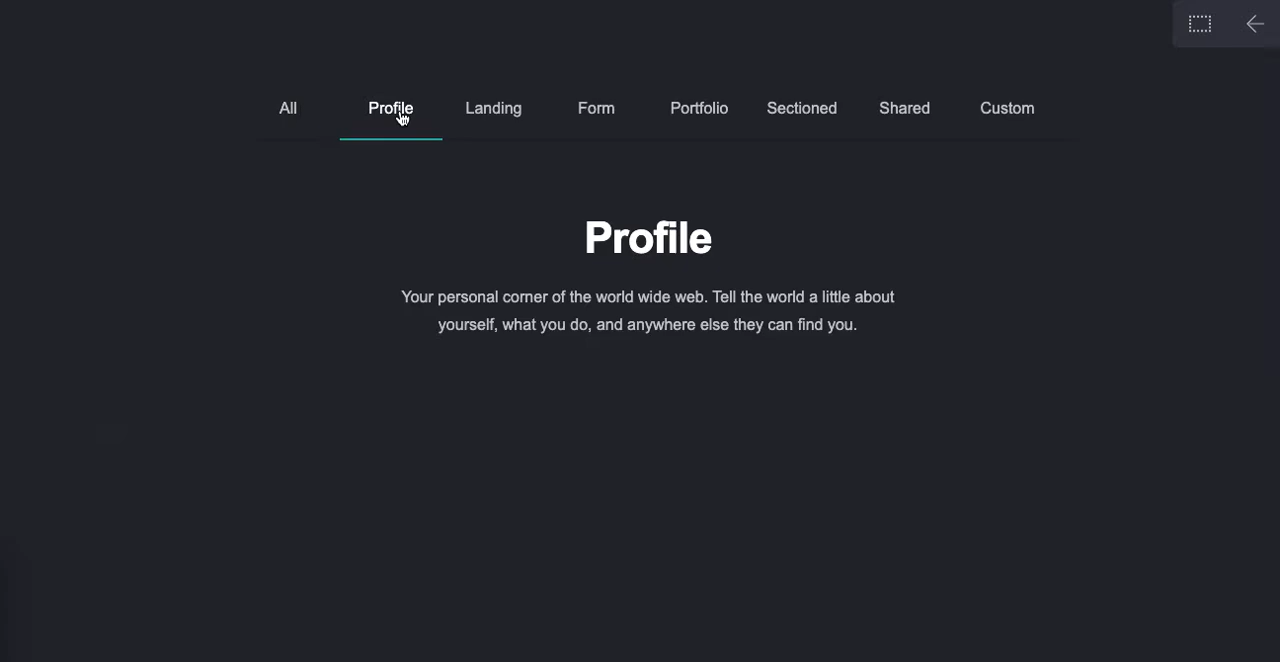 All Profile Landing Form Portfolio Sectioned Shared Custom
Profile
Your personal corner of the world wide web. Tell the world a little about
yourself, what you do, and anywhere else they can find you.